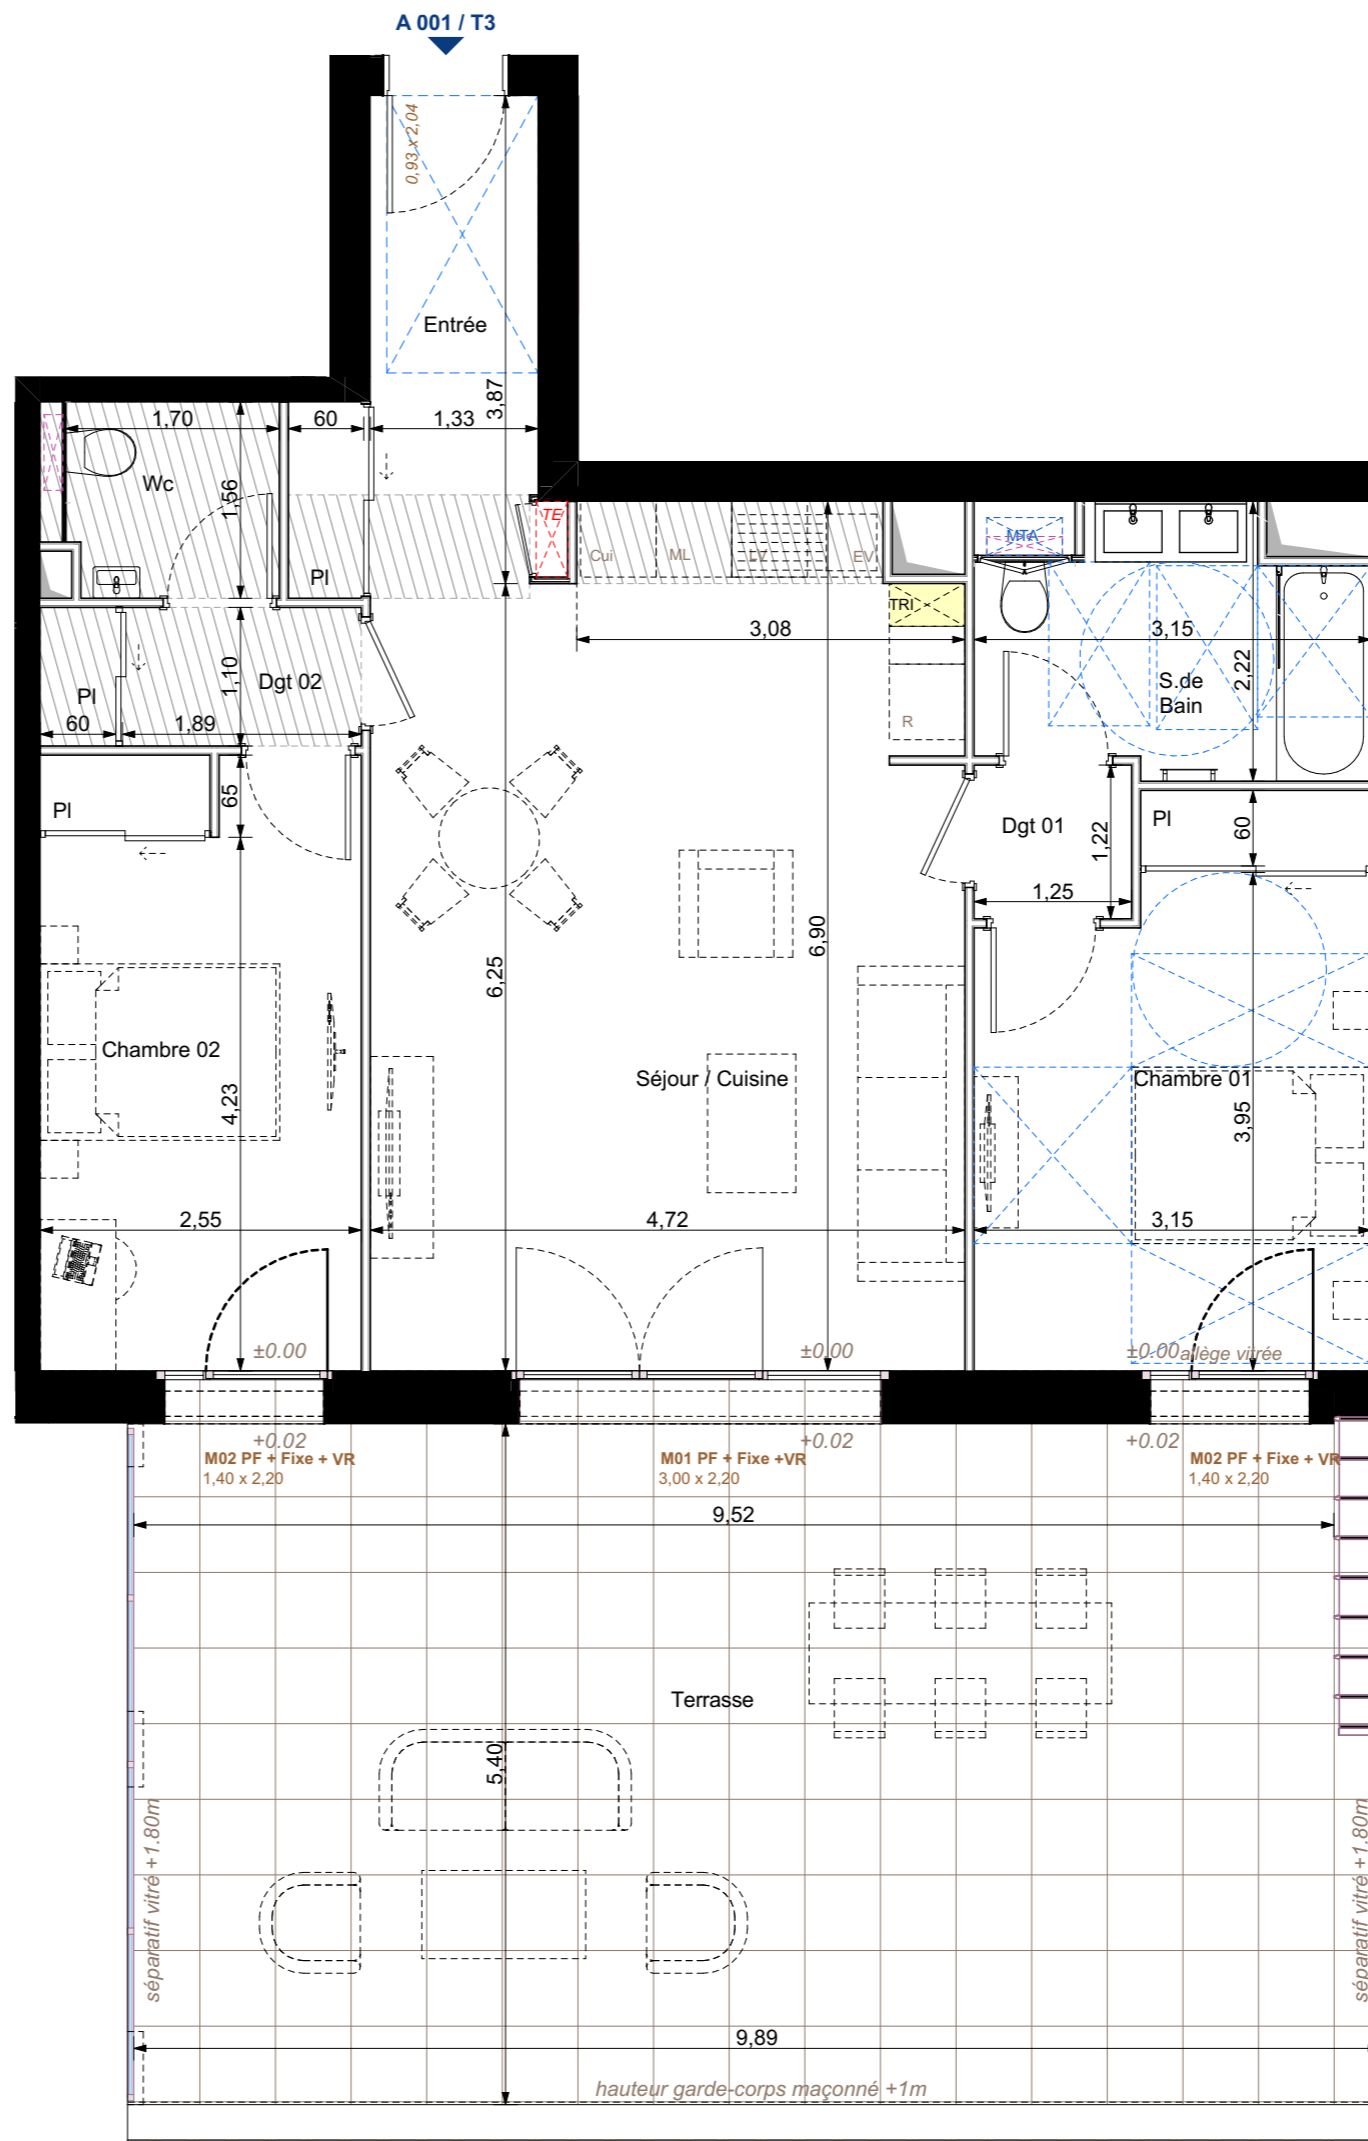 A 001 / T3
0,93 x 2,04
Entrée
3,87
1,70
60
1,33
Wc
1,56
Pl
TE
Cui
ML
LV
EV
MTA
TRI
3,08
3,15
2,22
S.de
Bain
R
Pl
60
1,10
Dgt 02
1,89
Pl
65
Dgt 01
1,22
1,25
Pl
60
6,25
6,90
Chambre 02
4,23
Séjour / Cuisine
Chambre 01
3,95
2,55
4,72
3,15
±0.00
±0.00
±0.00
allège vitrée
+0.02
+0.02
+0.02
M02 PF + Fixe + VR
1,40 x 2,20
M01 PF + Fixe +VR
3,00 x 2,20
M02 PF + Fixe + VR
1,40 x 2,20
9,52
Terrasse
5,40
séparatif vitré +1.80m
séparatif vitré +1.80m
9,89
hauteur garde-corps maçonné +1m